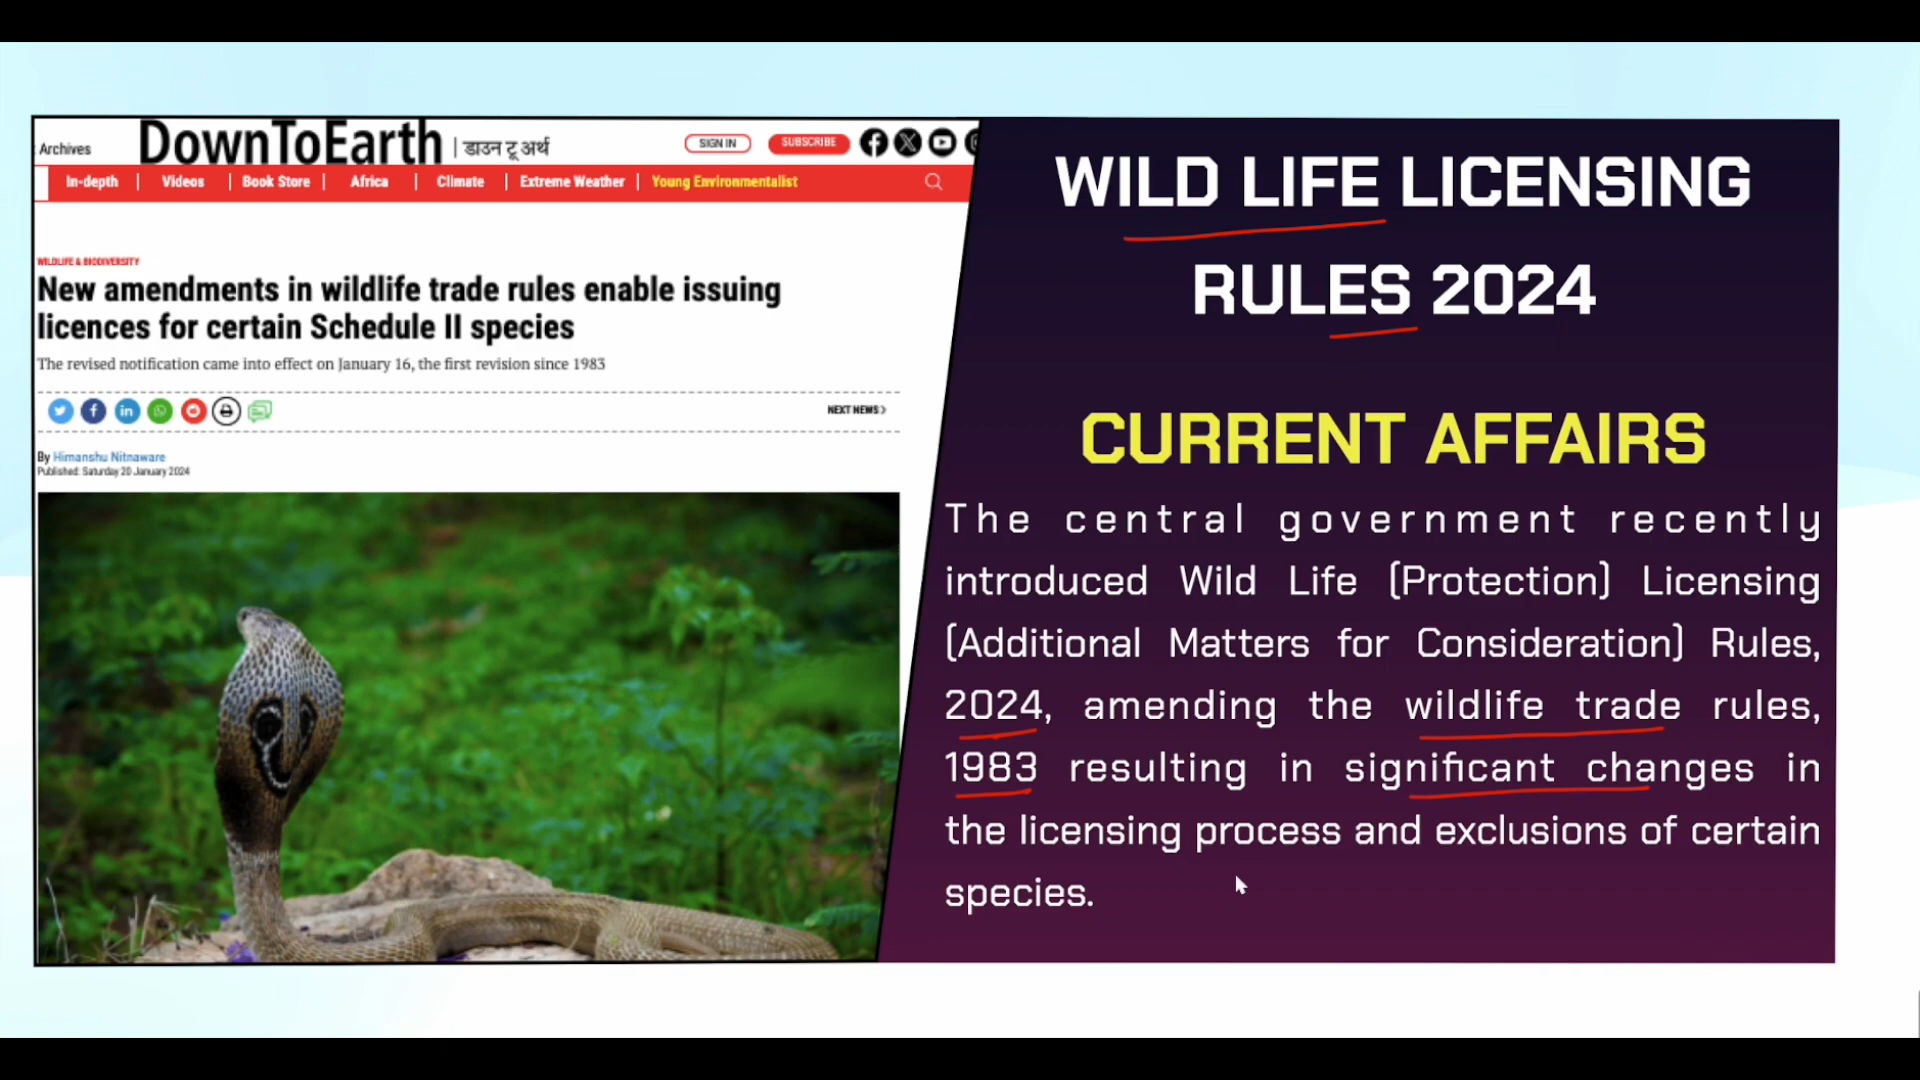 Archives
DownToEarth | डाउन टू अर्थ
SIGN IN
SUBSCRIBE
In-depth | Videos | Book Store | Africa | Climate | Extreme Weather | Young Environmentalist
WILDLIFE & BIODIVERSITY
New amendments in wildlife trade rules enable issuing
licences for certain Schedule II species
The revised notification came into effect on January 16, the first revision since 1983
NEXT NEWS
By Himanshu Nitnaware
Published: Saturday 20 January 2024
WILD LIFE LICENSING
RULES 2024
CURRENT AFFAIRS
The central government recently
introduced Wild Life (Protection) Licensing
(Additional Matters for Consideration) Rules,
2024, amending the wildlife trade rules,
1983 resulting in significant changes in
the licensing process and exclusions of certain
species.